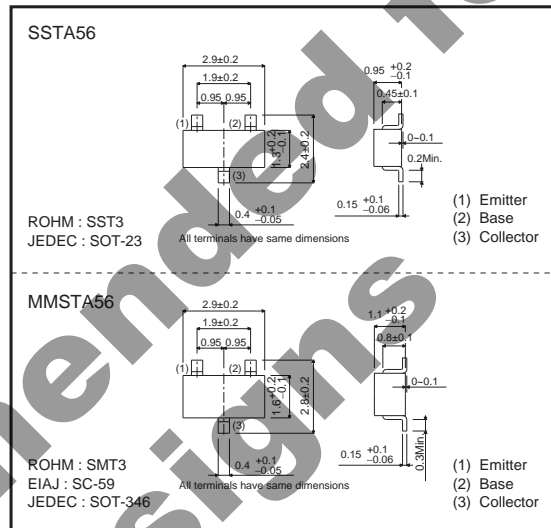 SSTA56
2.9±0.2
1.9±0.2
0.95 0.95
(1) (2)
(3)
1.3 +0.2 −0.1
2.4±0.2
0.4 +0.1 −0.05
All terminals have same dimensions
0.95 +0.2 −0.1
0.45±0.1
0~0.1
0.2Min.
0.15 +0.1 −0.06
ROHM : SST3
JEDEC : SOT-23
(1) Emitter
(2) Base
(3) Collector
MMSTA56
2.9±0.2
1.9±0.2
0.95 0.95
(1) (2)
(3)
1.6 +0.2 −0.1
2.8±0.2
0.4 +0.1 −0.05
All terminals have same dimensions
1.1 +0.2 −0.1
0.8±0.1
0~0.1
0.3Min.
0.15 +0.1 −0.06
ROHM : SMT3
EIAJ : SC-59
JEDEC : SOT-346
(1) Emitter
(2) Base
(3) Collector